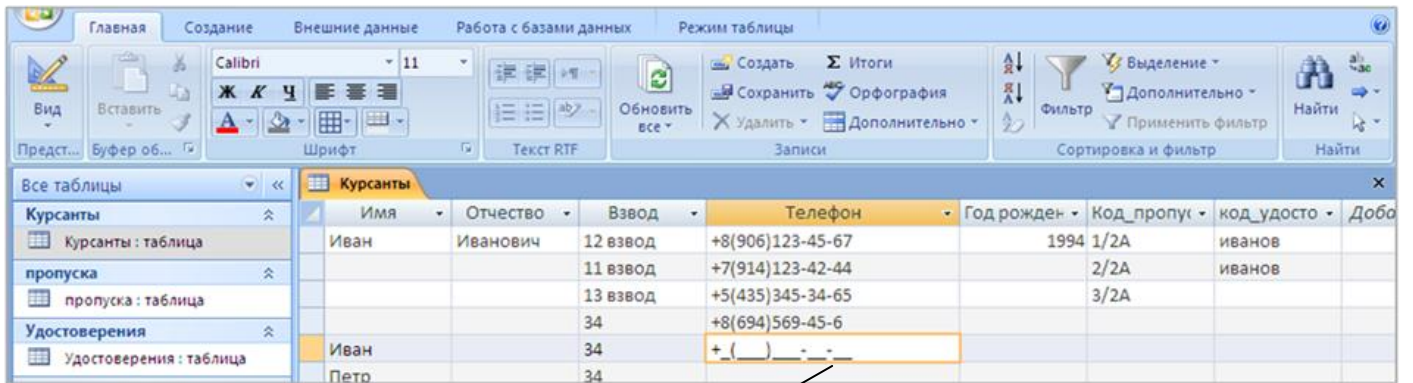 Главная Создание Внешние данные Работа с базами данных Режим таблицы
Вид
Предст...
Вставить
Буфер об...
Calibri 11
Ж К Ч
А
Шрифт
Текст RTF
Обновить
все
Создать Σ Итоги
Сохранить Орфография
Удалить Дополнительно
Записи
Фильтр
Выделение
Дополнительно
Применить фильтр
Сортировка и фильтр
Найти
Найти
Все таблицы
Курсанты
Курсанты : таблица
пропуска
пропуска : таблица
Удостоверения
Удостоверения : таблица
Курсанты
Имя Отчество Взвод Телефон Год рожден Код_пропус код_удосто Доба
Иван Иванович 12 взвод +8(906)123-45-67 1994 1/2А иванов
11 взвод +7(914)123-42-44 2/2А иванов
13 взвод +5(435)345-34-65 3/2А
34 +8(694)569-45-6
Иван 34 +_(___)___-__-__
Петр 34